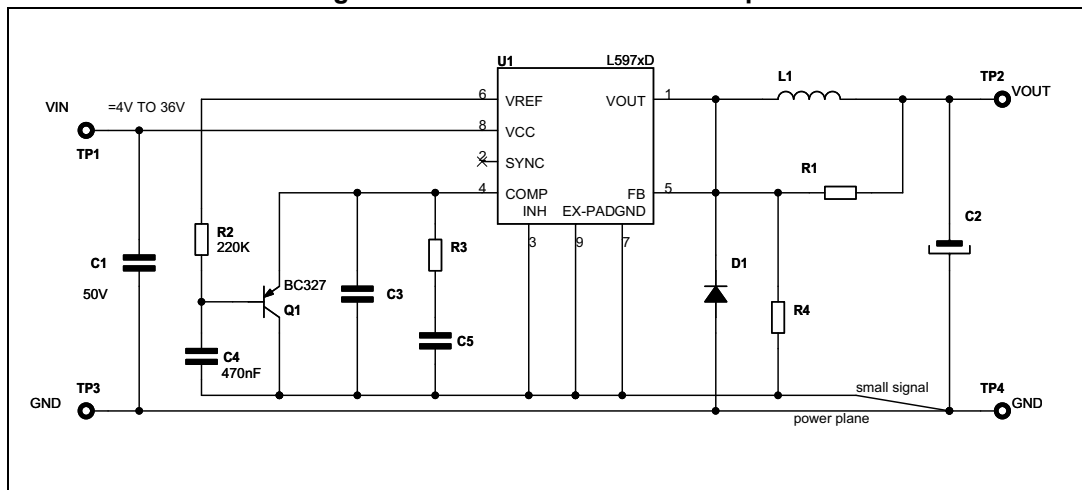 U1
L597xD
L1
TP2
VOUT
VIN
=4V TO 36V
6
VREF
VOUT
1
8
VCC
TP1
2
SYNC
R1
4
COMP
FB
5
INH
EX-PAD
GND
C2
R2
220K
R3
3
9
7
C1
D1
50V
BC327
C3
Q1
R4
C5
C4
470nF
TP3
small signal
TP4
GND
GND
power plane